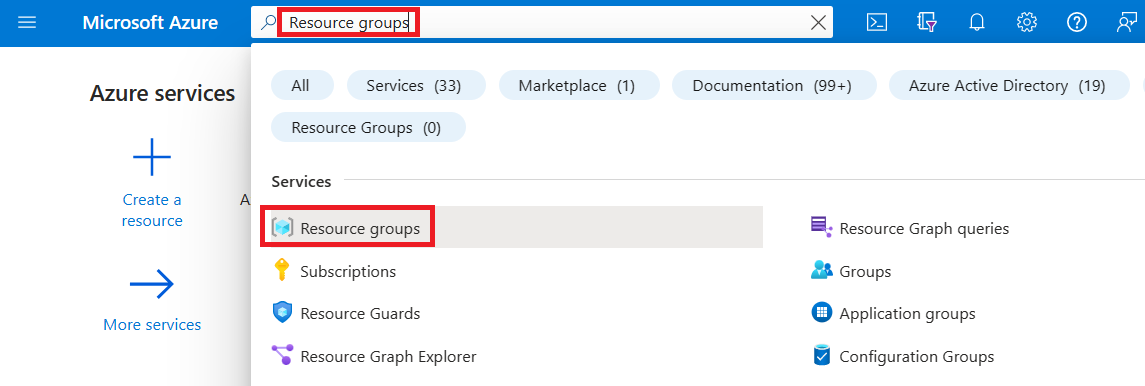 Microsoft Azure
Resource groups
All
Services (33)
Marketplace (1)
Documentation (99+)
Azure Active Directory (19)
Resource Groups (0)
Azure services
Create a
resource
A
More services
Services
Resource groups
Resource Graph queries
Subscriptions
Groups
Resource Guards
Application groups
Resource Graph Explorer
Configuration Groups